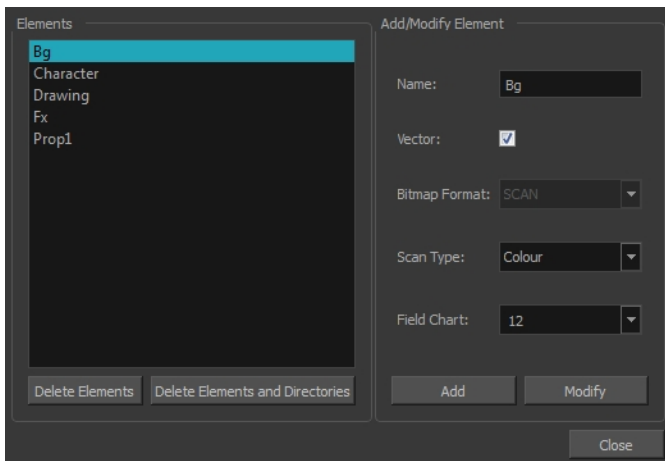 Elements
Bg
Character
Drawing
Fx
Prop1
Delete Elements
Delete Elements and Directories
Add/Modify Element
Name: Bg
Vector:
Bitmap Format: SCAN
Scan Type: Colour
Field Chart: 12
Add
Modify
Close